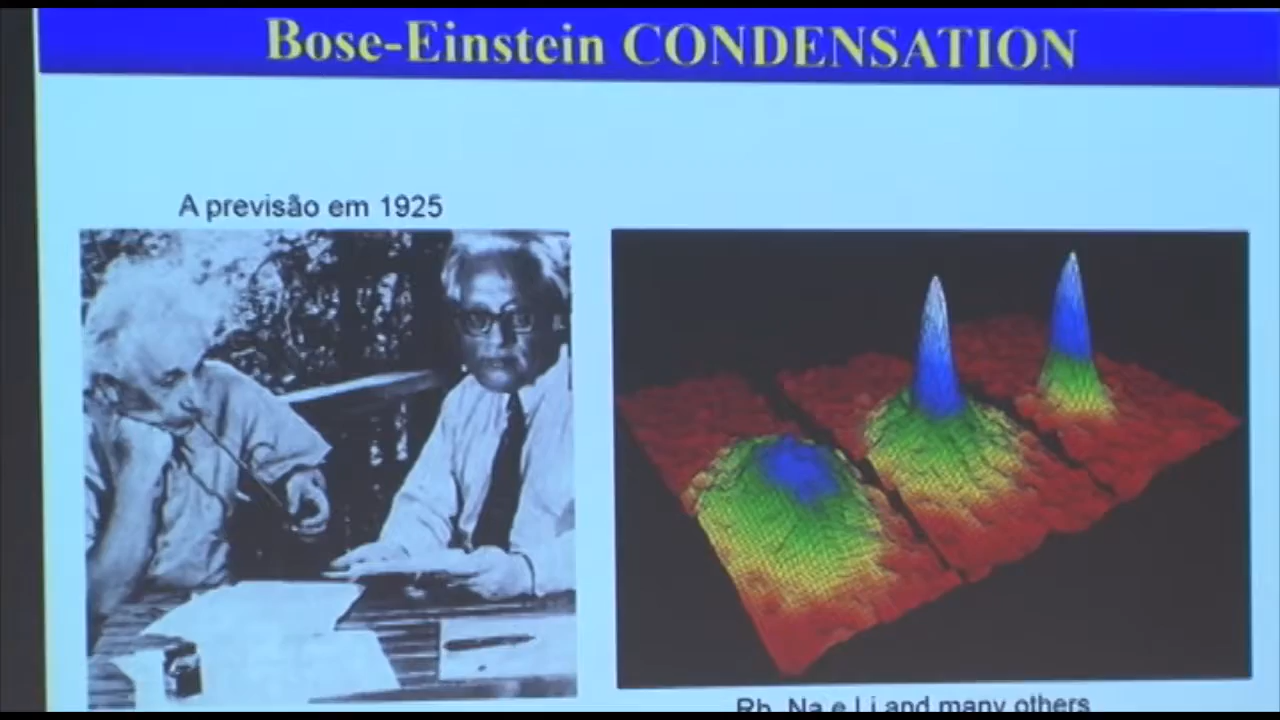 Bose-Einstein CONDENSATION
A previsão em 1925
Rb, Na e Li and many others